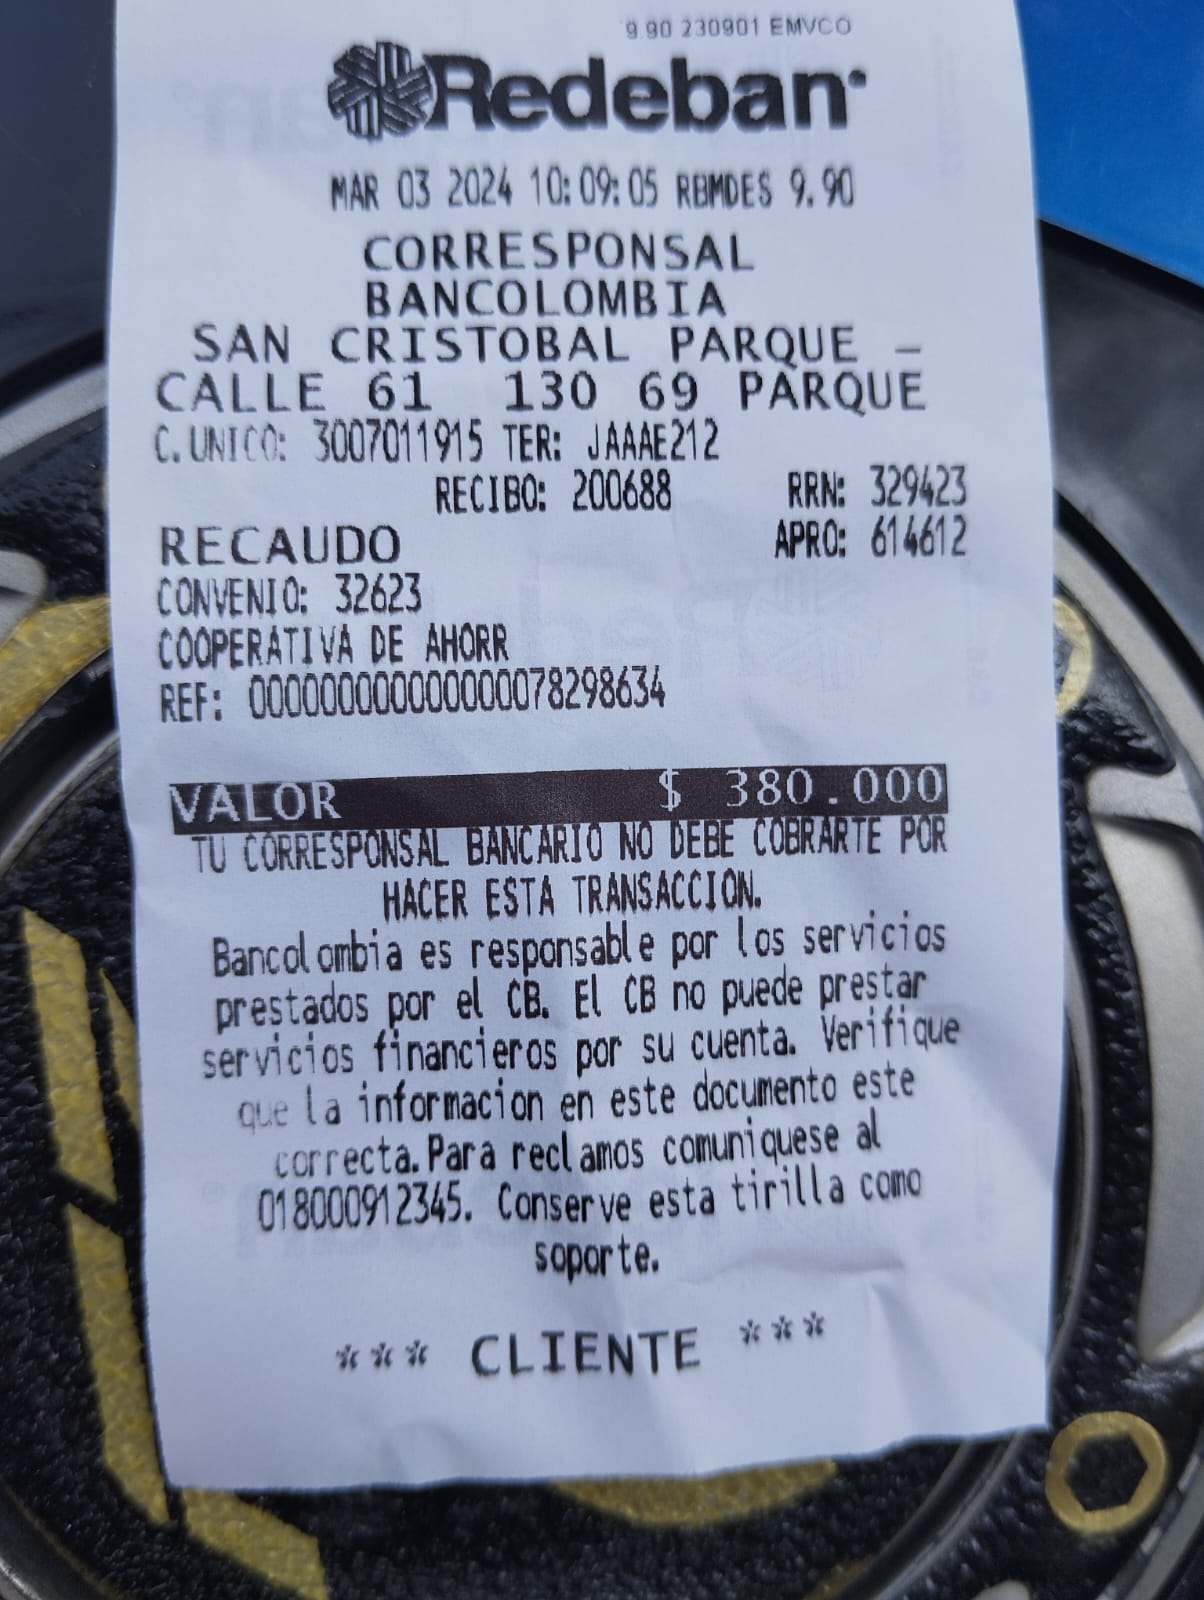 9.90 230901 EMVCO
Redeban
MAR 03 2024 10:09:05 RBMDES 9.90
CORRESPONSAL
BANCOLOMBIA
SAN CRISTOBAL PARQUE –
CALLE 61 130 69 PARQUE
C.UNICO: 3007011915 TER: JAAAE212
RECIBO: 200688 RRN: 329423
RECAUDO APRO: 614612
CONVENIO: 32623
COOPERATIVA DE AHORR
REF: 000000000000000078298634
VALOR $ 380.000
TU CORRESPONSAL BANCARIO NO DEBE COBRARTE POR
HACER ESTA TRANSACCION.
Bancolombia es responsable por los servicios
prestados por el CB. El CB no puede prestar
servicios financieros por su cuenta. Verifique
que la informacion en este documento este
correcta.Para reclamos comuniquese al
018000912345. Conserve esta tirilla como
soporte.
*** CLIENTE ***